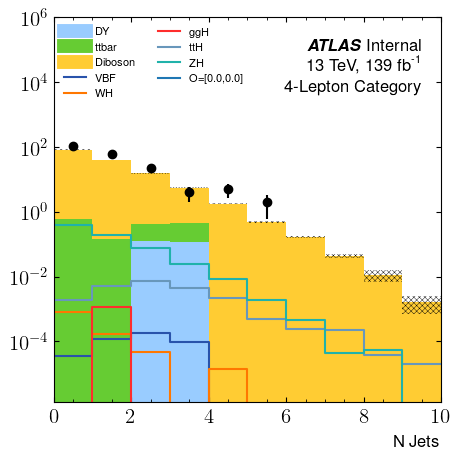 10^6
10^4
10^2
10^0
10^−2
10^−4
DY
ttbar
Diboson
VBF
WH
ggH
ttH
ZH
O=[0.0,0.0]
ATLAS Internal
13 TeV, 139 fb^-1
4-Lepton Category
0 2 4 6 8 10
N Jets